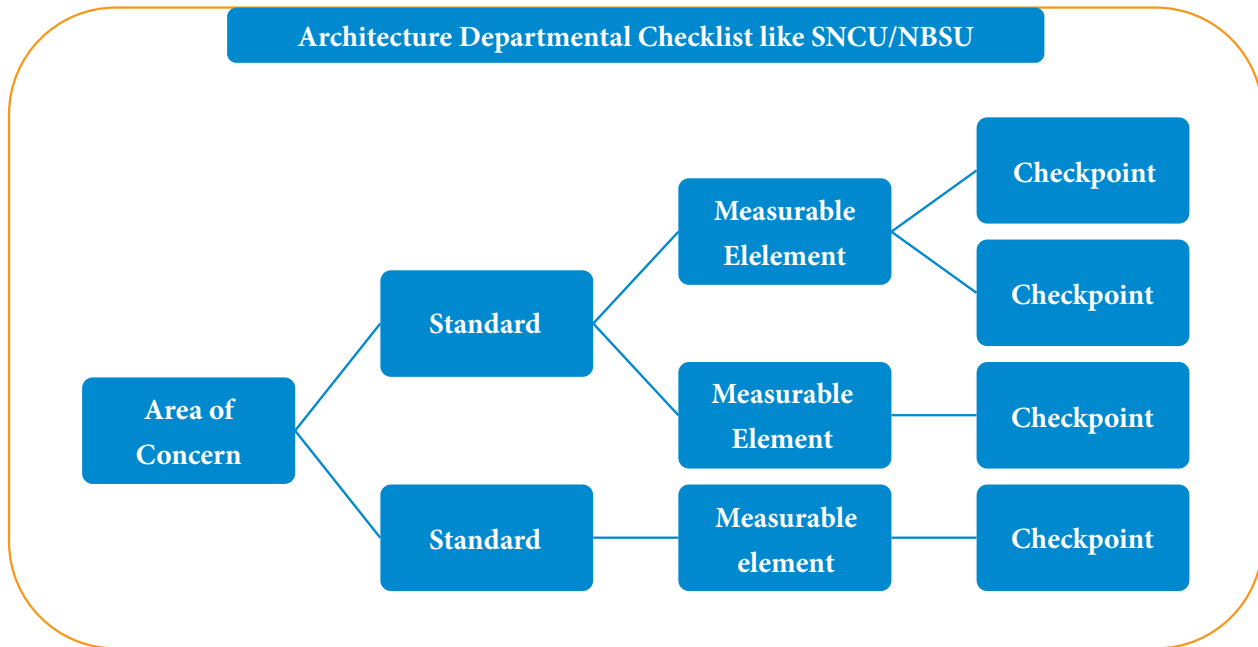 Architecture Departmental Checklist like SNCU/NBSU
Area of
Concern
Standard
Standard
Measurable
Elelement
Measurable
Element
Measurable
element
Checkpoint
Checkpoint
Checkpoint
Checkpoint